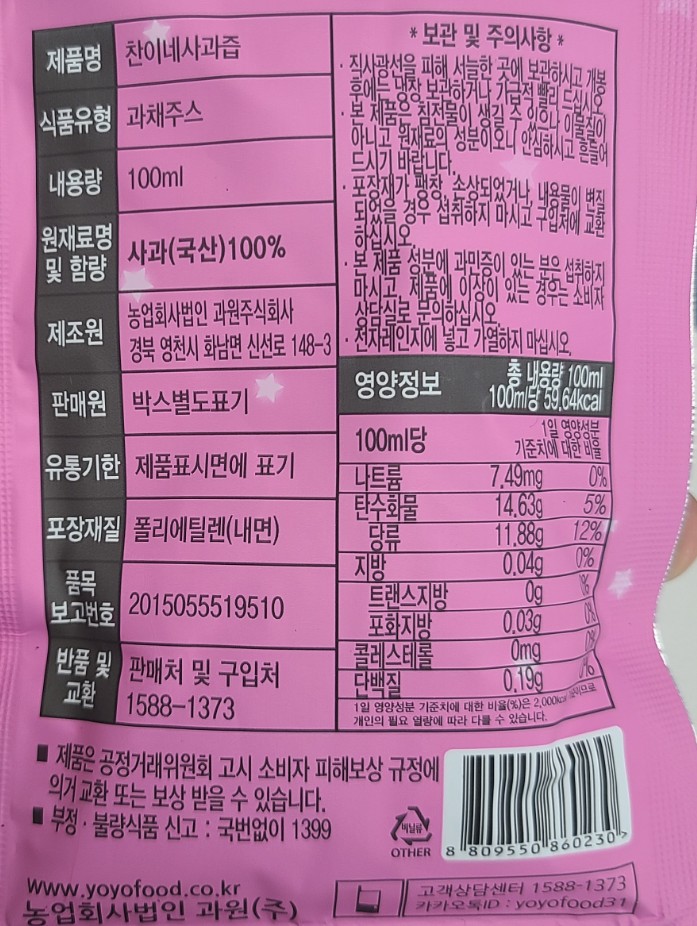 제품명 찬이네사과즙
식품유형 과채주스
내용량 100ml
원재료명 및 함량 사과(국산)100%
제조원 농업회사법인 과원주식회사
경북 영천시 화남면 신선로 148-3
판매원 박스별도표기
유통기한 제품표시면에 표기
포장재질 폴리에틸렌(내면)
품목
보고번호 2015055519510
반품 및 교환 판매처 및 구입처
1588-1373
* 보관 및 주의사항 *
· 직사광선을 피해 서늘한 곳에 보관하시고 개봉
후에는 냉장 보관하거나 가급적 빨리 드십시오.
· 본 제품은 침전물이 생길 수 있으나 이물질이
아니고 원재료의 성분이오니 안심하시고 흔들어
드시기 바랍니다.
· 포장재가 팽창, 손상되었거나, 내용물이 변질
되었을 경우 섭취하지 마시고 구입처에 교환
하십시오.
· 본 제품 성분에 과민증이 있는 분은 섭취하지
마시고, 제품에 이상이 있는 경우는 소비자
상담실로 문의하십시오.
· 전자레인지에 넣고 가열하지 마십시오.
영양정보 총 내용량 100ml
100ml당 59.64kcal
100ml당 1일 영양성분
기준치에 대한 비율
나트륨 7.49mg 0%
탄수화물 14.63g 5%
당류 11.88g 12%
지방 0.04g 0%
트랜스지방 0g %
포화지방 0.03g 0%
콜레스테롤 0mg 0%
단백질 0.19g
1일 영양성분 기준치에 대한 비율(%)은 2,000kcal
개인의 필요 열량에 따라 다를 수 있습니다.
■ 제품은 공정거래위원회 고시 소비자 피해보상 규정에
의거 교환 또는 보상 받을 수 있습니다.
■ 부정·불량식품 신고 : 국번없이 1399
비닐류
OTHER
8 809550 860230
www.yoyofood.co.kr
농업회사법인 과원(주)
고객상담센터 1588-1373
카카오톡ID : yoyofood31